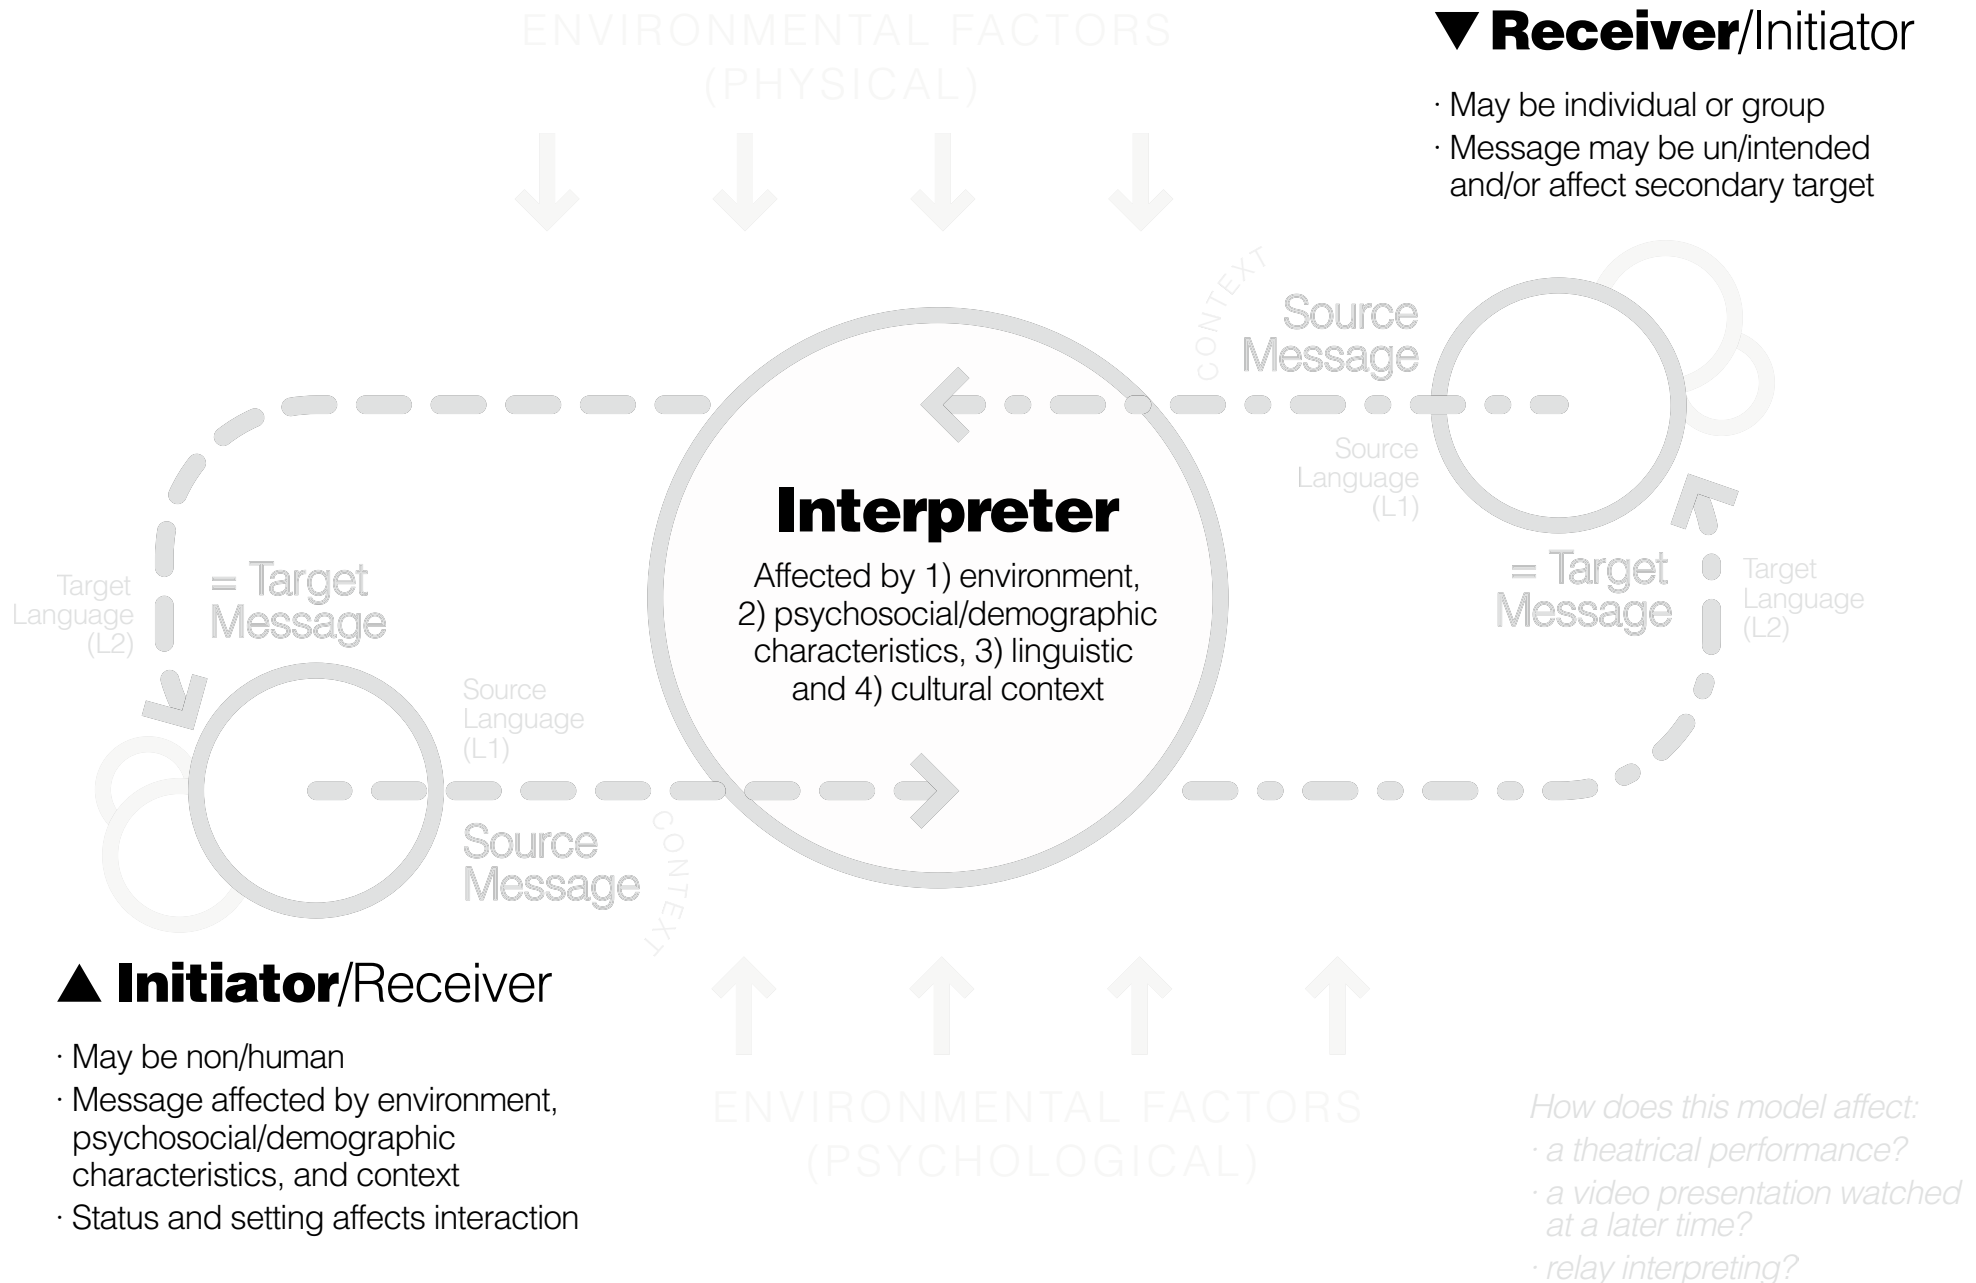 ENVIRONMENTAL FACTORS
(PHYSICAL)
▼ Receiver/Initiator
· May be individual or group
· Message may be un/intended
and/or affect secondary target
CONTEXT
Source
Message
Source
Language
(L1)
Interpreter
Affected by 1) environment,
2) psychosocial/demographic
characteristics, 3) linguistic
and 4) cultural context
Target
Language
(L2)
= Target
Message
= Target
Message
Target
Language
(L2)
Source
Language
(L1)
Source
Message
CONTEXT
▲ Initiator/Receiver
· May be non/human
· Message affected by environment,
psychosocial/demographic
characteristics, and context
· Status and setting affects interaction
ENVIRONMENTAL FACTORS
(PSYCHOLOGICAL)
How does this model affect:
· a theatrical performance?
· a video presentation watched
at a later time?
· relay interpreting?